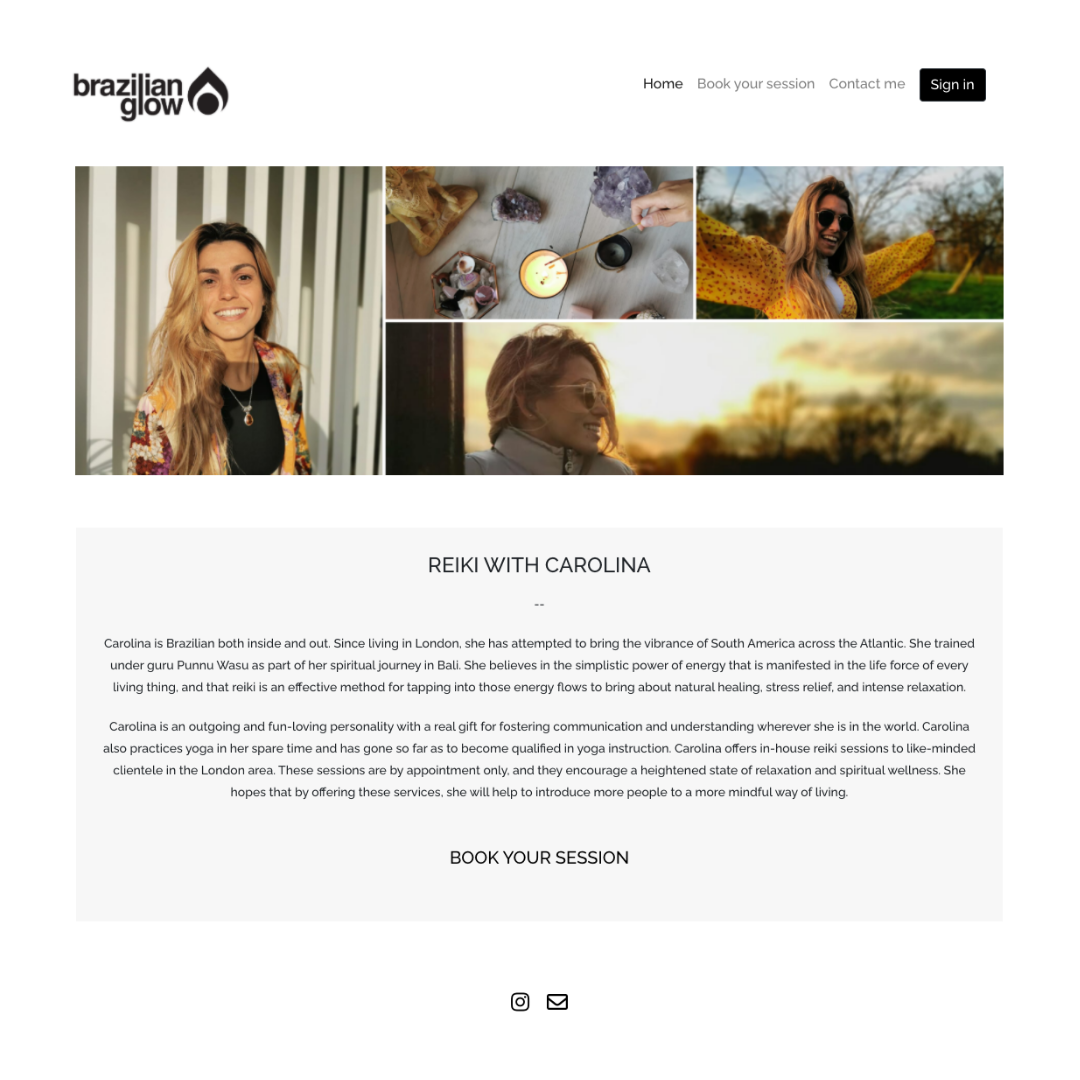 brazilian
glow
Home Book your session Contact me Sign in
REIKI WITH CAROLINA
--
Carolina is Brazilian both inside and out. Since living in London, she has attempted to bring the vibrance of South America across the Atlantic. She trained
under guru Punnu Wasu as part of her spiritual journey in Bali. She believes in the simplistic power of energy that is manifested in the life force of every
living thing, and that reiki is an effective method for tapping into those energy flows to bring about natural healing, stress relief, and intense relaxation.
Carolina is an outgoing and fun-loving personality with a real gift for fostering communication and understanding wherever she is in the world. Carolina
also practices yoga in her spare time and has gone so far as to become qualified in yoga instruction. Carolina offers in-house reiki sessions to like-minded
clientele in the London area. These sessions are by appointment only, and they encourage a heightened state of relaxation and spiritual wellness. She
hopes that by offering these services, she will help to introduce more people to a more mindful way of living.
BOOK YOUR SESSION